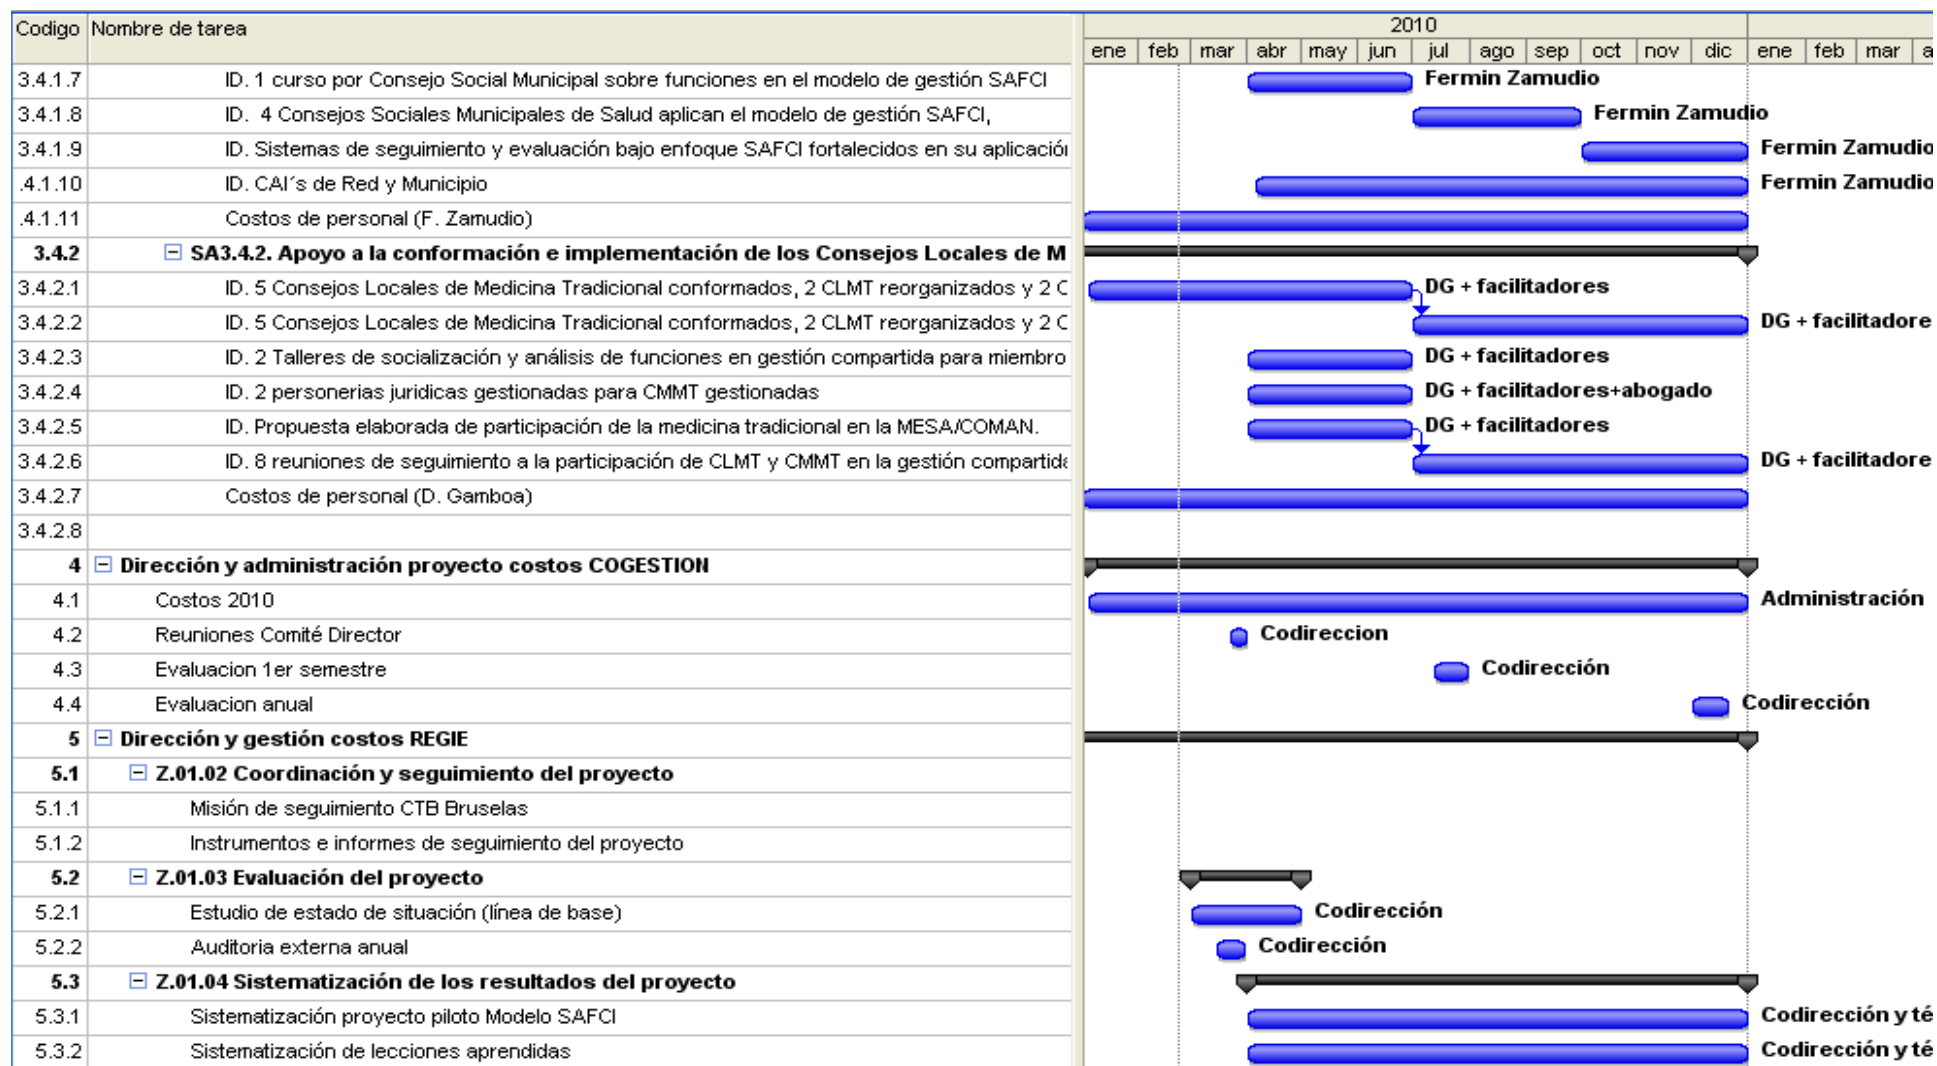 Codigo Nombre de tarea 2010
ene feb mar abr may jun jul ago sep oct nov dic ene feb mar a
3.4.1.7 ID. 1 curso por Consejo Social Municipal sobre funciones en el modelo de gestión SAFCI Fermin Zamudio
3.4.1.8 ID. 4 Consejos Sociales Municipales de Salud aplican el modelo de gestión SAFCI, Fermin Zamudio
3.4.1.9 ID. Sistemas de seguimiento y evaluación bajo enfoque SAFCI fortalecidos en su aplicación Fermin Zamudio
.4.1.10 ID. CAI´s de Red y Municipio Fermin Zamudio
.4.1.11 Costos de personal (F. Zamudio)
3.4.2 SA3.4.2. Apoyo a la conformación e implementación de los Consejos Locales de M
3.4.2.1 ID. 5 Consejos Locales de Medicina Tradicional conformados, 2 CLMT reorganizados y 2 C DG + facilitadores
3.4.2.2 ID. 5 Consejos Locales de Medicina Tradicional conformados, 2 CLMT reorganizados y 2 C DG + facilitadore
3.4.2.3 ID. 2 Talleres de socialización y análisis de funciones en gestión compartida para miembro DG + facilitadores
3.4.2.4 ID. 2 personerias juridicas gestionadas para CMMT gestionadas DG + facilitadores+abogado
3.4.2.5 ID. Propuesta elaborada de participación de la medicina tradicional en la MESA/COMAN. DG + facilitadores
3.4.2.6 ID. 8 reuniones de seguimiento a la participación de CLMT y CMMT en la gestión compartida DG + facilitadore
3.4.2.7 Costos de personal (D. Gamboa)
3.4.2.8
4 Dirección y administración proyecto costos COGESTION
4.1 Costos 2010 Administración
4.2 Reuniones Comité Director Codireccion
4.3 Evaluacion 1er semestre Codirección
4.4 Evaluacion anual Codirección
5 Dirección y gestión costos REGIE
5.1 Z.01.02 Coordinación y seguimiento del proyecto
5.1.1 Misión de seguimiento CTB Bruselas
5.1.2 Instrumentos e informes de seguimiento del proyecto
5.2 Z.01.03 Evaluación del proyecto
5.2.1 Estudio de estado de situación (línea de base) Codirección
5.2.2 Auditoria externa anual Codirección
5.3 Z.01.04 Sistematización de los resultados del proyecto
5.3.1 Sistematización proyecto piloto Modelo SAFCI Codirección y té
5.3.2 Sistematización de lecciones aprendidas Codirección y té